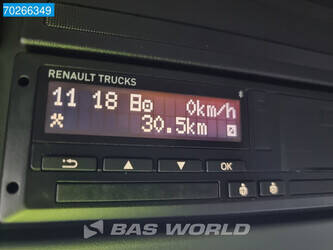 70266349
RENAULT TRUCKS
11 18 0km/h
30.5km
OK
BAS WORLD